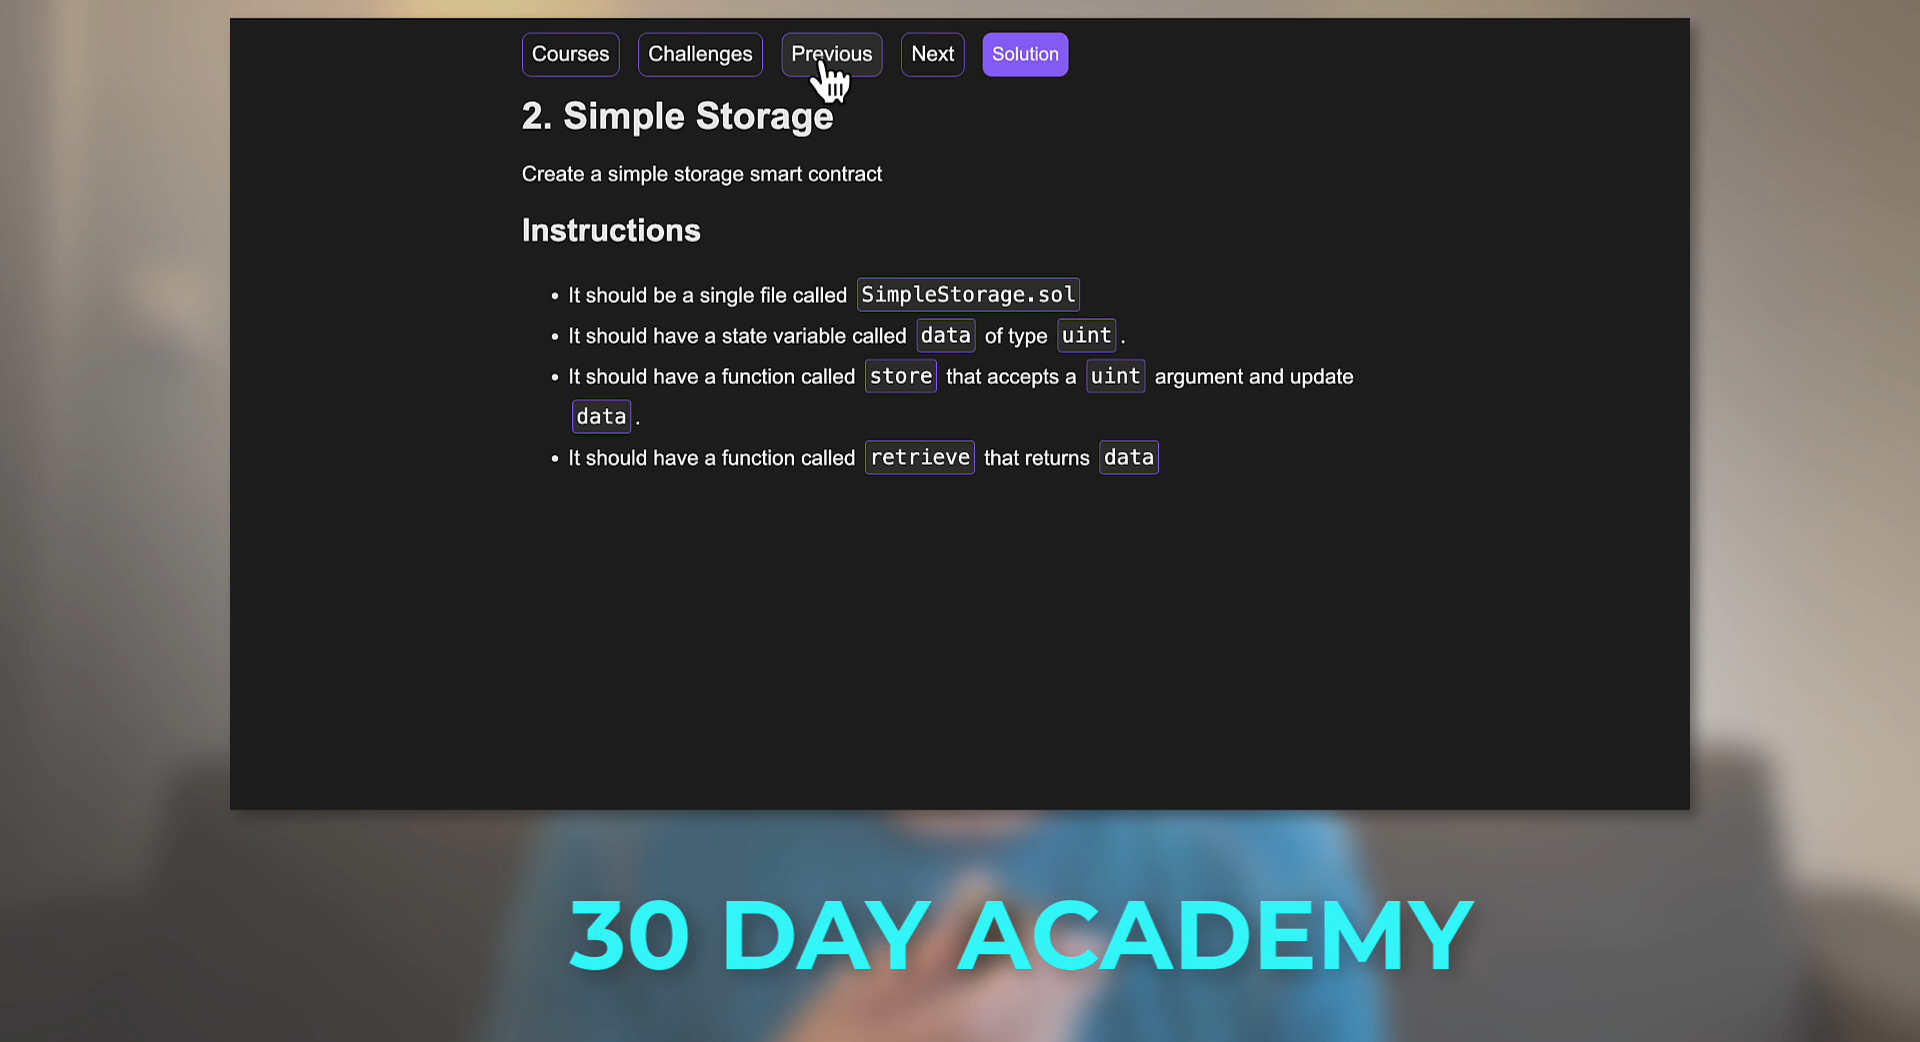 Courses Challenges Previous Next Solution
2. Simple Storage
Create a simple storage smart contract
Instructions
• It should be a single file called SimpleStorage.sol
• It should have a state variable called data of type uint.
• It should have a function called store that accepts a uint argument and update
data.
• It should have a function called retrieve that returns data
30 DAY ACADEMY